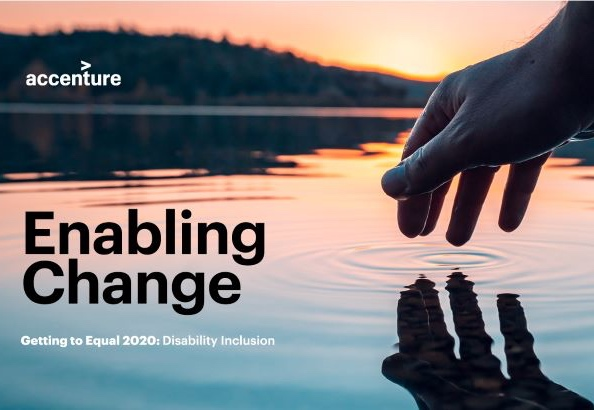 accenture
Enabling
Change
Getting to Equal 2020: Disability Inclusion